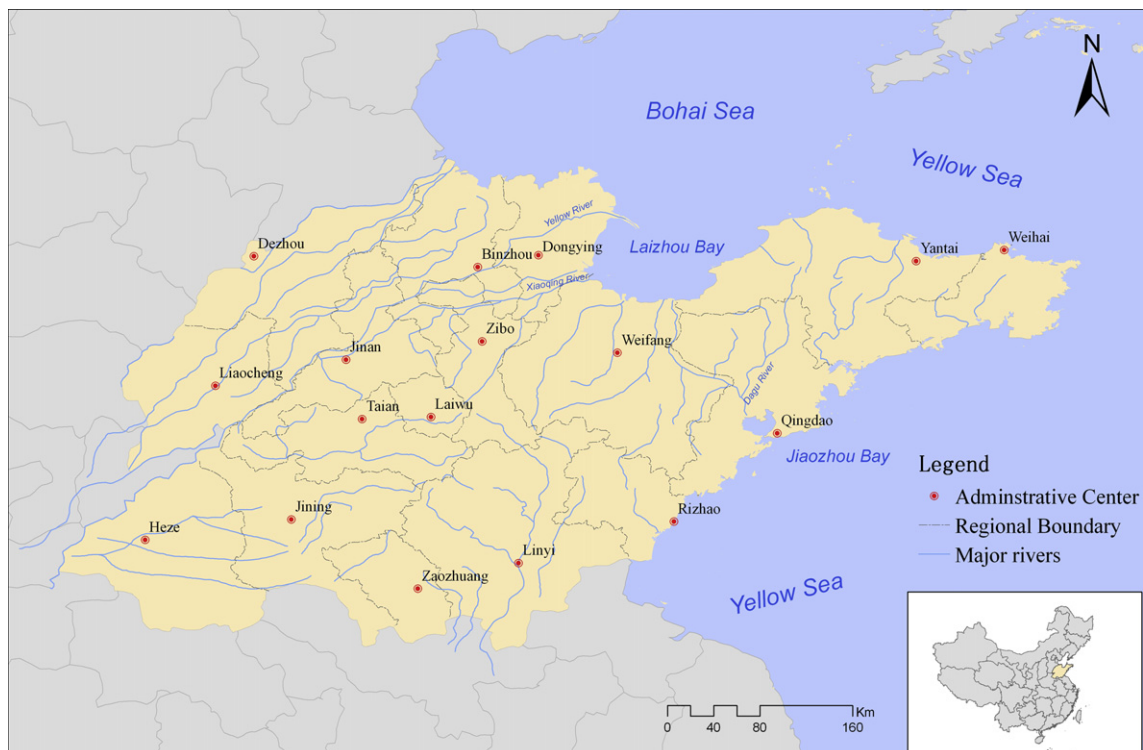 N
Bohai Sea
Yellow Sea
Yellow River
Dezhou
Weihai
Dongying
Laizhou Bay
Yantai
Binzhou
Xiaoqing River
Zibo
Weifang
Jinan
Liaocheng
Dagu River
Taian
Laiwu
Qingdao
Jiaozhou Bay
Legend
Adminstrative Center
Regional Boundary
Major rivers
Jining
Rizhao
Heze
Linyi
Zaozhuang
Yellow Sea
Km
0 40 80 160